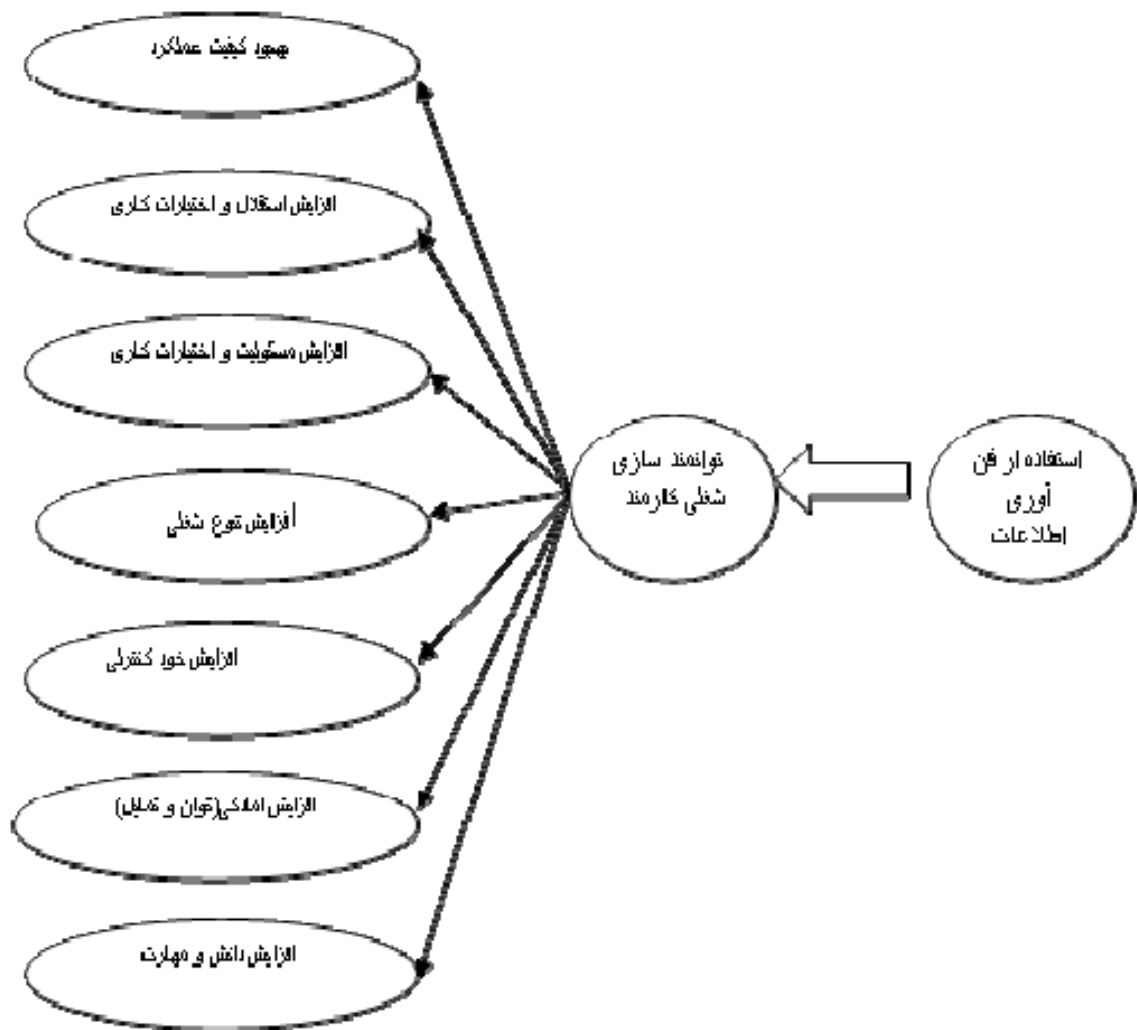 بهبود کیفیت عملکرد
افزایش استقلال و اختیارات کاری
افزایش مسئولیت و اختیارات کاری
أفزایش تنوع شغلی
افزایش خود کنترلی
افزایش امادگی(توان و تمایل)
افزایش دانش و مهارت
توانمند سازی
شغلی کارمند
استفاده از فن
آوری
اطلاعات